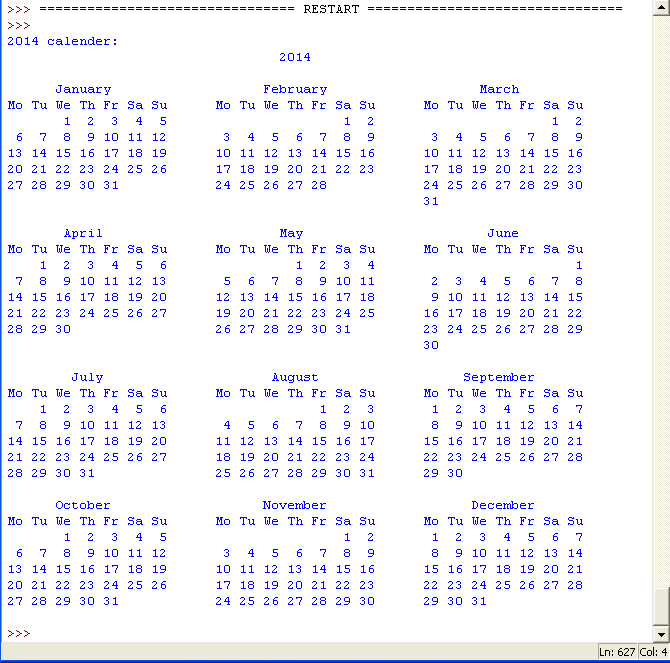 >>> ================================ RESTART ================================
>>>
2014 calender:
                                  2014

      January                   February                   March
Mo Tu We Th Fr Sa Su      Mo Tu We Th Fr Sa Su      Mo Tu We Th Fr Sa Su
       1  2  3  4  5                      1  2                      1  2
 6  7  8  9 10 11 12       3  4  5  6  7  8  9       3  4  5  6  7  8  9
13 14 15 16 17 18 19      10 11 12 13 14 15 16      10 11 12 13 14 15 16
20 21 22 23 24 25 26      17 18 19 20 21 22 23      17 18 19 20 21 22 23
27 28 29 30 31            24 25 26 27 28            24 25 26 27 28 29 30
                                                    31

       April                      May                       June
Mo Tu We Th Fr Sa Su      Mo Tu We Th Fr Sa Su      Mo Tu We Th Fr Sa Su
    1  2  3  4  5  6                1  2  3  4                         1
 7  8  9 10 11 12 13       5  6  7  8  9 10 11       2  3  4  5  6  7  8
14 15 16 17 18 19 20      12 13 14 15 16 17 18       9 10 11 12 13 14 15
21 22 23 24 25 26 27      19 20 21 22 23 24 25      16 17 18 19 20 21 22
28 29 30                  26 27 28 29 30 31         23 24 25 26 27 28 29
                                                    30

        July                     August                  September
Mo Tu We Th Fr Sa Su      Mo Tu We Th Fr Sa Su      Mo Tu We Th Fr Sa Su
    1  2  3  4  5  6                   1  2  3       1  2  3  4  5  6  7
 7  8  9 10 11 12 13       4  5  6  7  8  9 10       8  9 10 11 12 13 14
14 15 16 17 18 19 20      11 12 13 14 15 16 17      15 16 17 18 19 20 21
21 22 23 24 25 26 27      18 19 20 21 22 23 24      22 23 24 25 26 27 28
28 29 30 31               25 26 27 28 29 30 31      29 30

      October                   November                  December
Mo Tu We Th Fr Sa Su      Mo Tu We Th Fr Sa Su      Mo Tu We Th Fr Sa Su
       1  2  3  4  5                      1  2       1  2  3  4  5  6  7
 6  7  8  9 10 11 12       3  4  5  6  7  8  9       8  9 10 11 12 13 14
13 14 15 16 17 18 19      10 11 12 13 14 15 16      15 16 17 18 19 20 21
20 21 22 23 24 25 26      17 18 19 20 21 22 23      22 23 24 25 26 27 28
27 28 29 30 31            24 25 26 27 28 29 30      29 30 31

>>>
Ln: 627 Col: 4